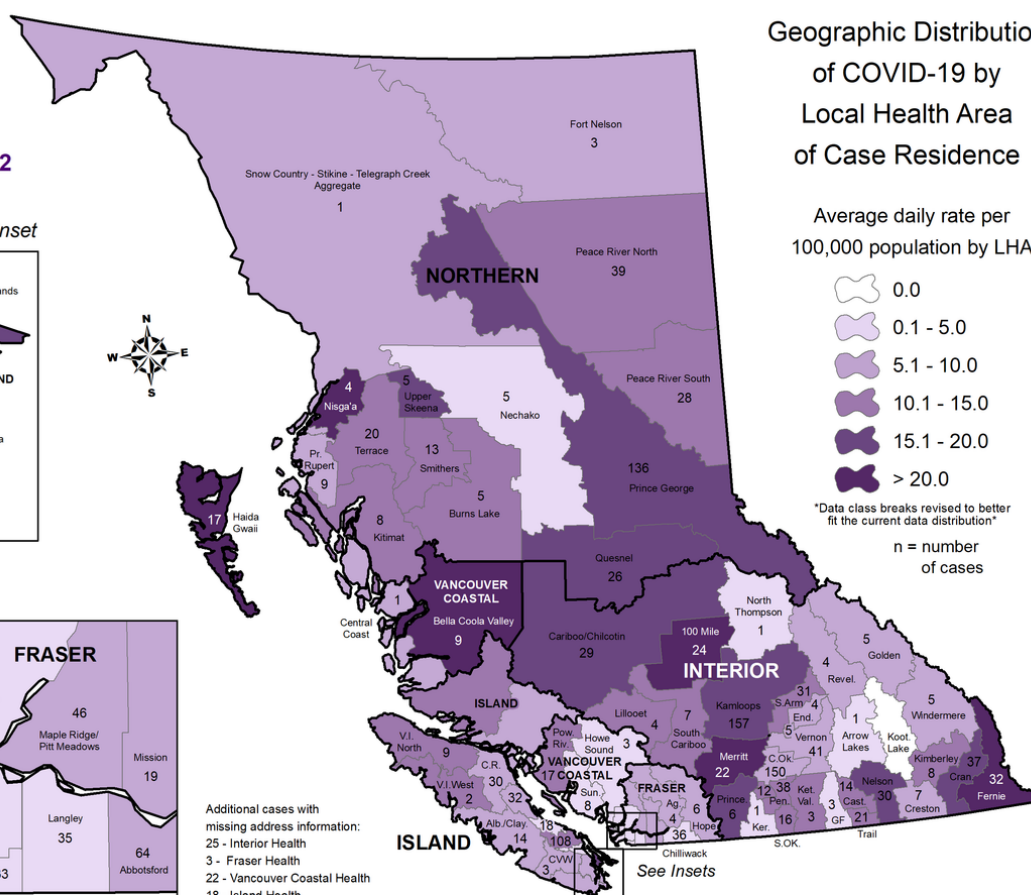 Geographic Distributio
of COVID-19 by
Local Health Area
of Case Residence
Average daily rate per
100,000 population by LHA
0.0
0.1 - 5.0
5.1 - 10.0
10.1 - 15.0
15.1 - 20.0
> 20.0
*Data class breaks revised to better
fit the current data distribution*
n = number
of cases
2
nset
ands
ND
a
N
W
E
S
Fort Nelson
3
Snow Country - Stikine - Telegraph Creek
Aggregate
1
NORTHERN
Peace River North
39
Peace River South
28
4
Nisga'a
5
Upper
Skeena
5
Nechako
20
Terrace
13
Smithers
Pr.
Rupert
9
5
Burns Lake
8
Kitimat
136
Prince George
17
Haida
Gwaii
Quesnel
26
VANCOUVER
COASTAL
Bella Coola Valley
9
1
Central
Coast
Cariboo/Chilcotin
29
100 Mile
24
INTERIOR
North
Thompson
1
5
Golden
4
Revel.
5
Windermere
ISLAND
Lillooet
4
7
South
Cariboo
Kamloops
157
31
S.Arm
4
End.
5
Vernon
41
1
Arrow
Lakes
Koot.
Lake
Kimberley
8
37
Cran.
32
Fernie
Merritt
22
C.Ok.
150
V.I.
North
9
C.R.
30
V.I.West
2
32
Pow.
Riv.
17
Howe
Sound
3
VANCOUVER
COASTAL
Sun.
8
FRASER
Ag.
4
6
Hope
36
Chilliwack
Prince.
6
1
Ker.
12
38
Pen.
16
S.OK.
Ket.
Val.
3
3
GF
14
Cast.
21
Trail
Nelson
30
7
Creston
Alb./Clay.
14
18
108
CVW
3
ISLAND
See Insets
FRASER
46
Maple Ridge/
Pitt Meadows
Mission
19
Langley
35
64
Abbotsford
53
Additional cases with
missing address information:
25 - Interior Health
3 - Fraser Health
22 - Vancouver Coastal Health
18 - Island Health